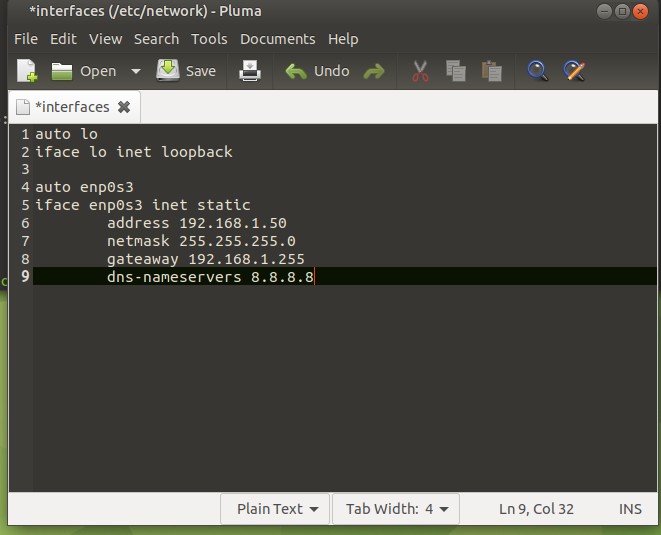 *interfaces (/etc/network) - Pluma
File Edit View Search Tools Documents Help
Open Save Undo
*interfaces
1 auto lo
2 iface lo inet loopback
3
4 auto enp0s3
5 iface enp0s3 inet static
6 address 192.168.1.50
7 netmask 255.255.255.0
8 gateaway 192.168.1.255
9 dns-nameservers 8.8.8.8
Plain Text Tab Width: 4 Ln 9, Col 32 INS